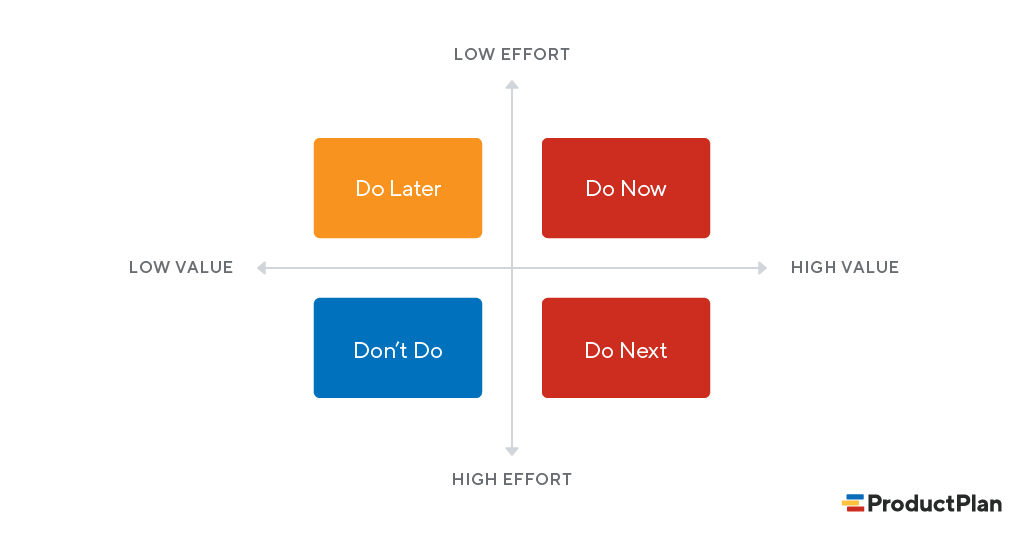 LOW EFFORT
Do Later
Do Now
LOW VALUE
HIGH VALUE
Don’t Do
Do Next
HIGH EFFORT
ProductPlan